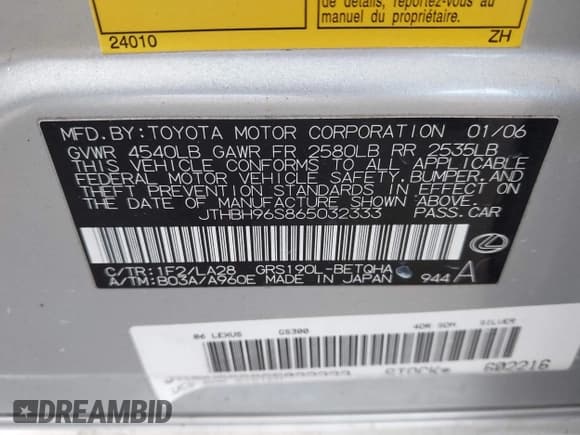 de détails, reportez-vous au
manuel du propriétaire.
24010 ZH
MFD.BY:TOYOTA MOTOR CORPORATION 01/06
GVWR 4540LB GAWR FR 2580LB RR 2535LB
THIS VEHICLE CONFORMS TO ALL APPLICABLE
FEDERAL MOTOR VEHICLE SAFETY,BUMPER,AND
THEFT PREVENTION STANDARDS IN EFFECT ON
THE DATE OF MANUFACTURE SHOWN ABOVE.
JTHBH96S865032333 PASS.CAR
C/TR:1F2/LA28 GRS190L-BETQHA
A/TM:B03A/A960E MADE IN JAPAN 944 A
06 LEXUS GS300 4DR SDN SILVER
STOCK# 602216
DREAMBID